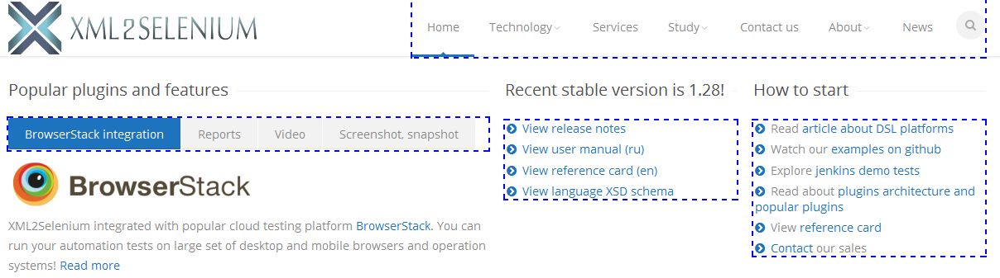 XML2SELENIUM
Home Technology Services Study Contact us About News
Popular plugins and features
BrowserStack integration Reports Video Screenshot, snapshot
BrowserStack
XML2Selenium integrated with popular cloud testing platform BrowserStack. You can
run your automation tests on large set of desktop and mobile browsers and operation
systems! Read more
Recent stable version is 1.28!
View release notes
View user manual (ru)
View reference card (en)
View language XSD schema
How to start
Read article about DSL platforms
Watch our examples on github
Explore jenkins demo tests
Read about plugins architecture and
popular plugins
View reference card
Contact our sales